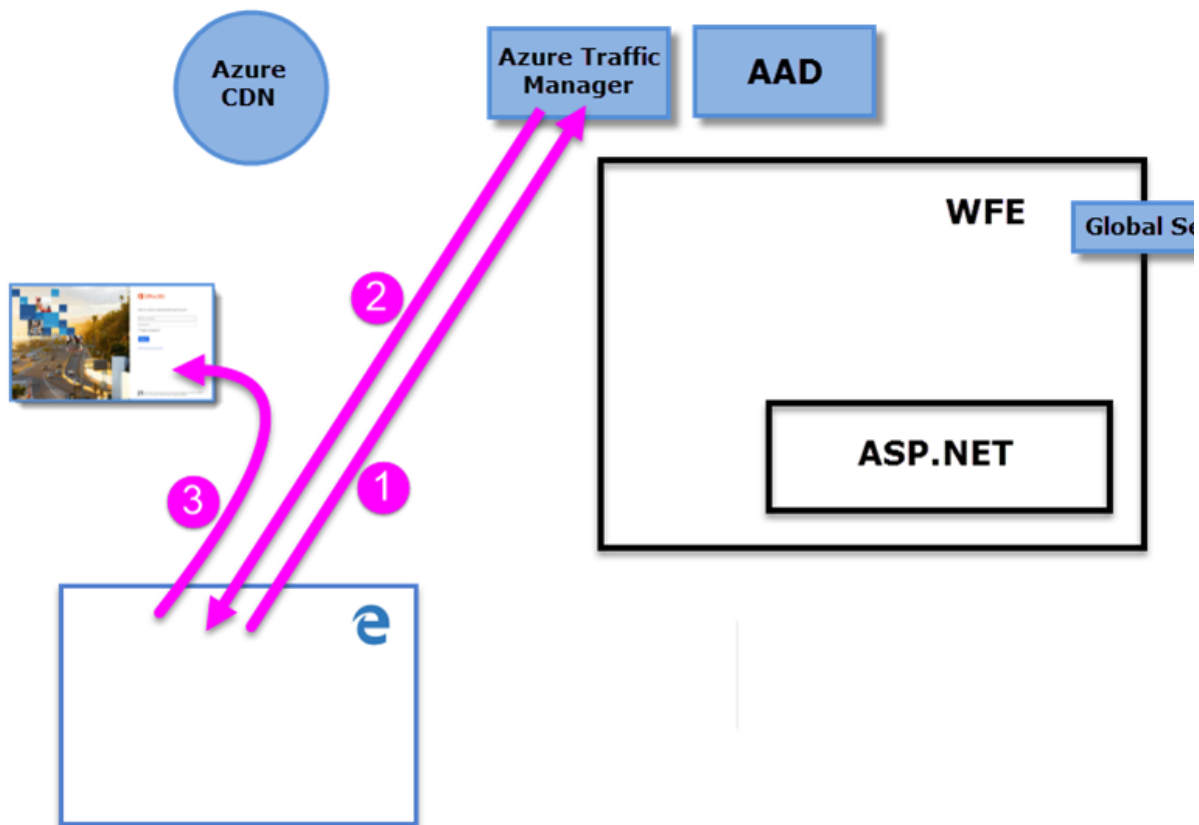 Azure
CDN
Azure Traffic
Manager
AAD
WFE
Global Se
2
1
3
ASP.NET